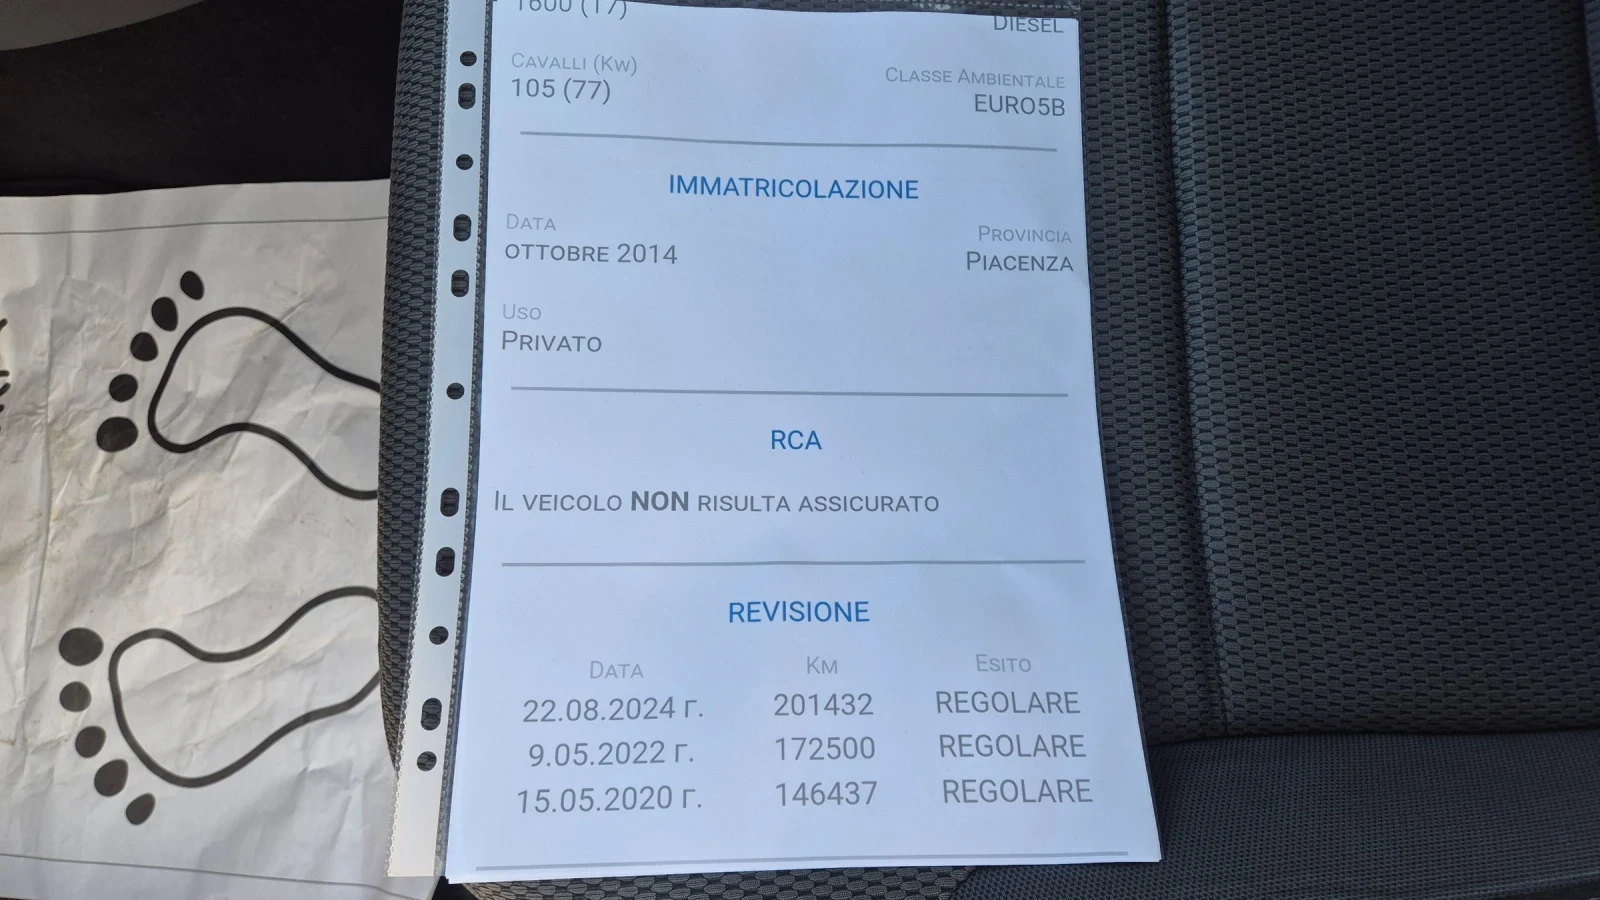 1600 (17)
DIESEL
CAVALLI (KW)
CLASSE AMBIENTALE
105 (77)
EURO5B
IMMATRICOLAZIONE
DATA
PROVINCIA
OTTOBRE 2014
PIACENZA
USO
PRIVATO
RCA
IL VEICOLO NON RISULTA ASSICURATO
REVISIONE
DATA KM ESITO
22.08.2024 г. 201432 REGOLARE
9.05.2022 г. 172500 REGOLARE
15.05.2020 г. 146437 REGOLARE